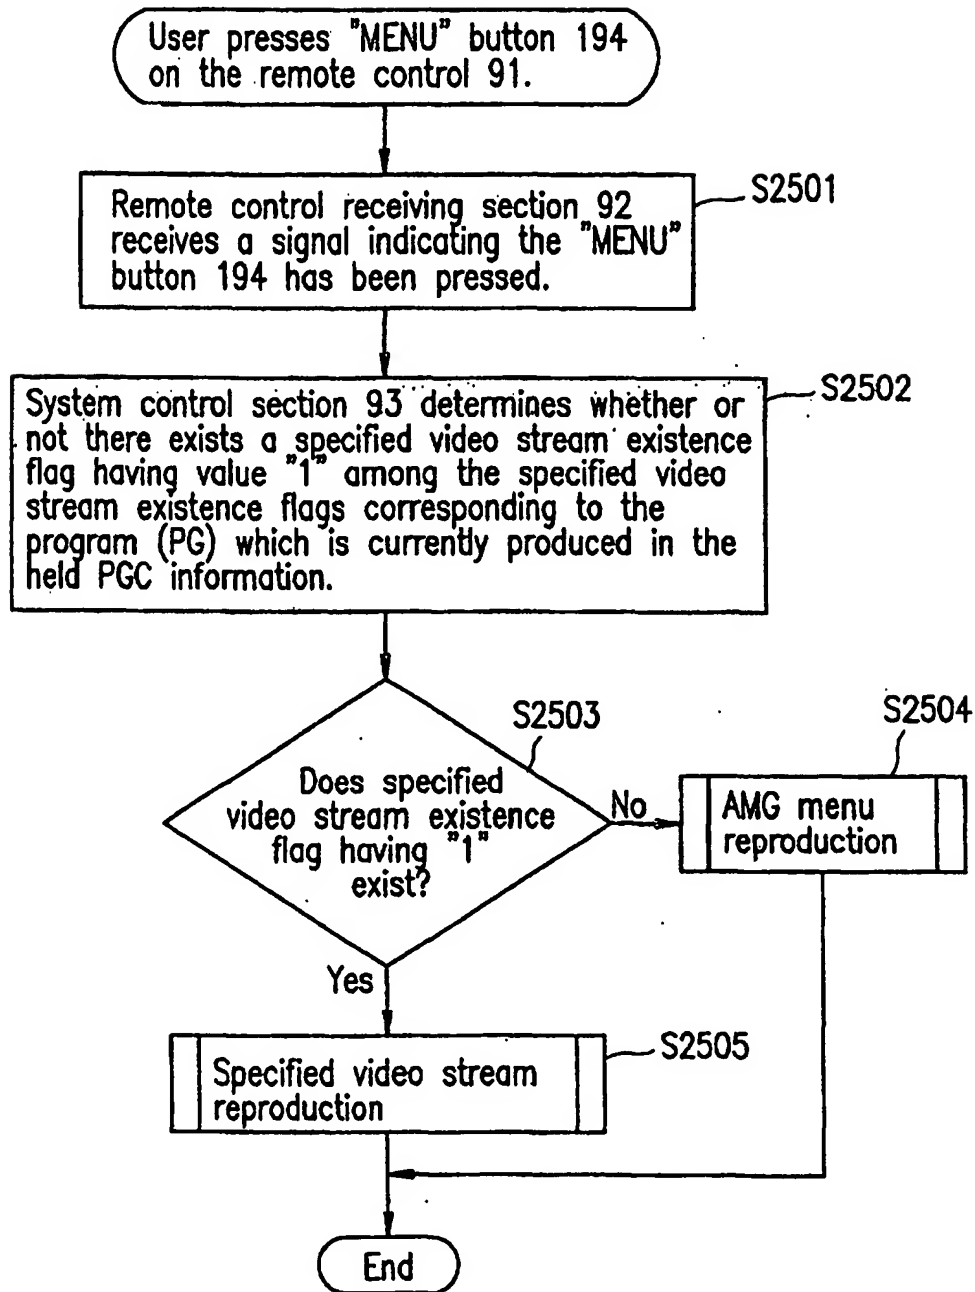 User presses "MENU" button 194
on the remote control 91.
S2501
Remote control receiving section 92
receives a signal indicating the "MENU"
button 194 has been pressed.
S2502
System control section 93 determines whether or
not there exists a specified video stream existence
flag having value "1" among the specified video
stream existence flags corresponding to the
program (PG) which is currently produced in the
held PGC information.
S2503
Does specified
video stream existence
flag having "1"
exist?
No
S2504
AMG menu
reproduction
Yes
S2505
Specified video stream
reproduction
End